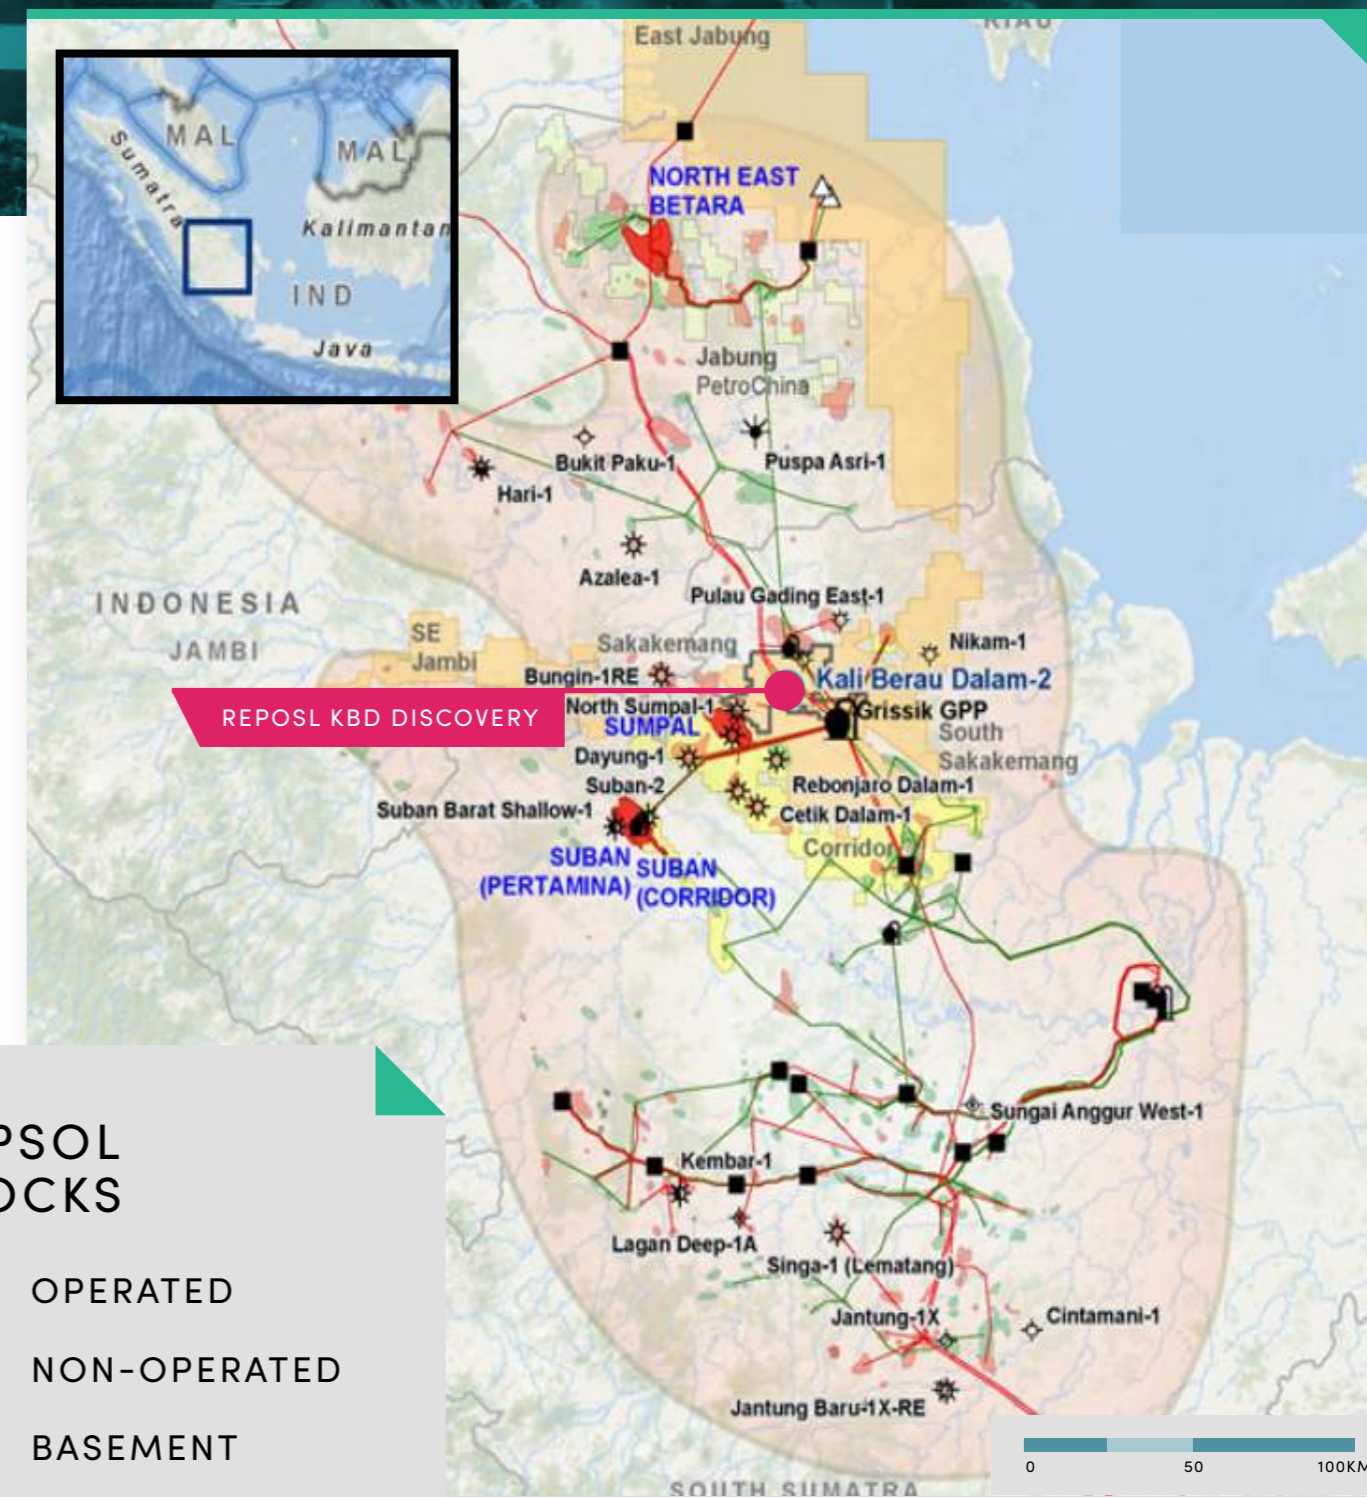 East Jabung
RIAU
MAL
MAL
Sumatra
Kalimantan
IND
Java
NORTH EAST
BETARA
Jabung
PetroChina
Bukit Paku-1
Puspa Asri-1
Hari-1
Azalea-1
Pulau Gading East-1
INDONESIA
JAMBI
SE
Jambi
Sakakemang
Nikam-1
Bungin-1RE
Kali Berau Dalam-2
REPOSL KBD DISCOVERY
North Sumpal-1
SUMPAL
Grissik GPP
South
Sakakemang
Dayung-1
Suban-2
Rebonjaro Dalam-1
Suban Barat Shallow-1
Cetik Dalam-1
Corridor
SUBAN
(PERTAMINA)
SUBAN
(CORRIDOR)
Sungai Anggur West-1
Kembar-1
Lagan Deep-1A
Singa-1 (Lematang)
Jantung-1X
Cintamani-1
Jantung Baru-1X-RE
SOUTH SUMATRA
PSOL
OCKS
OPERATED
NON-OPERATED
BASEMENT
0 50 100KM